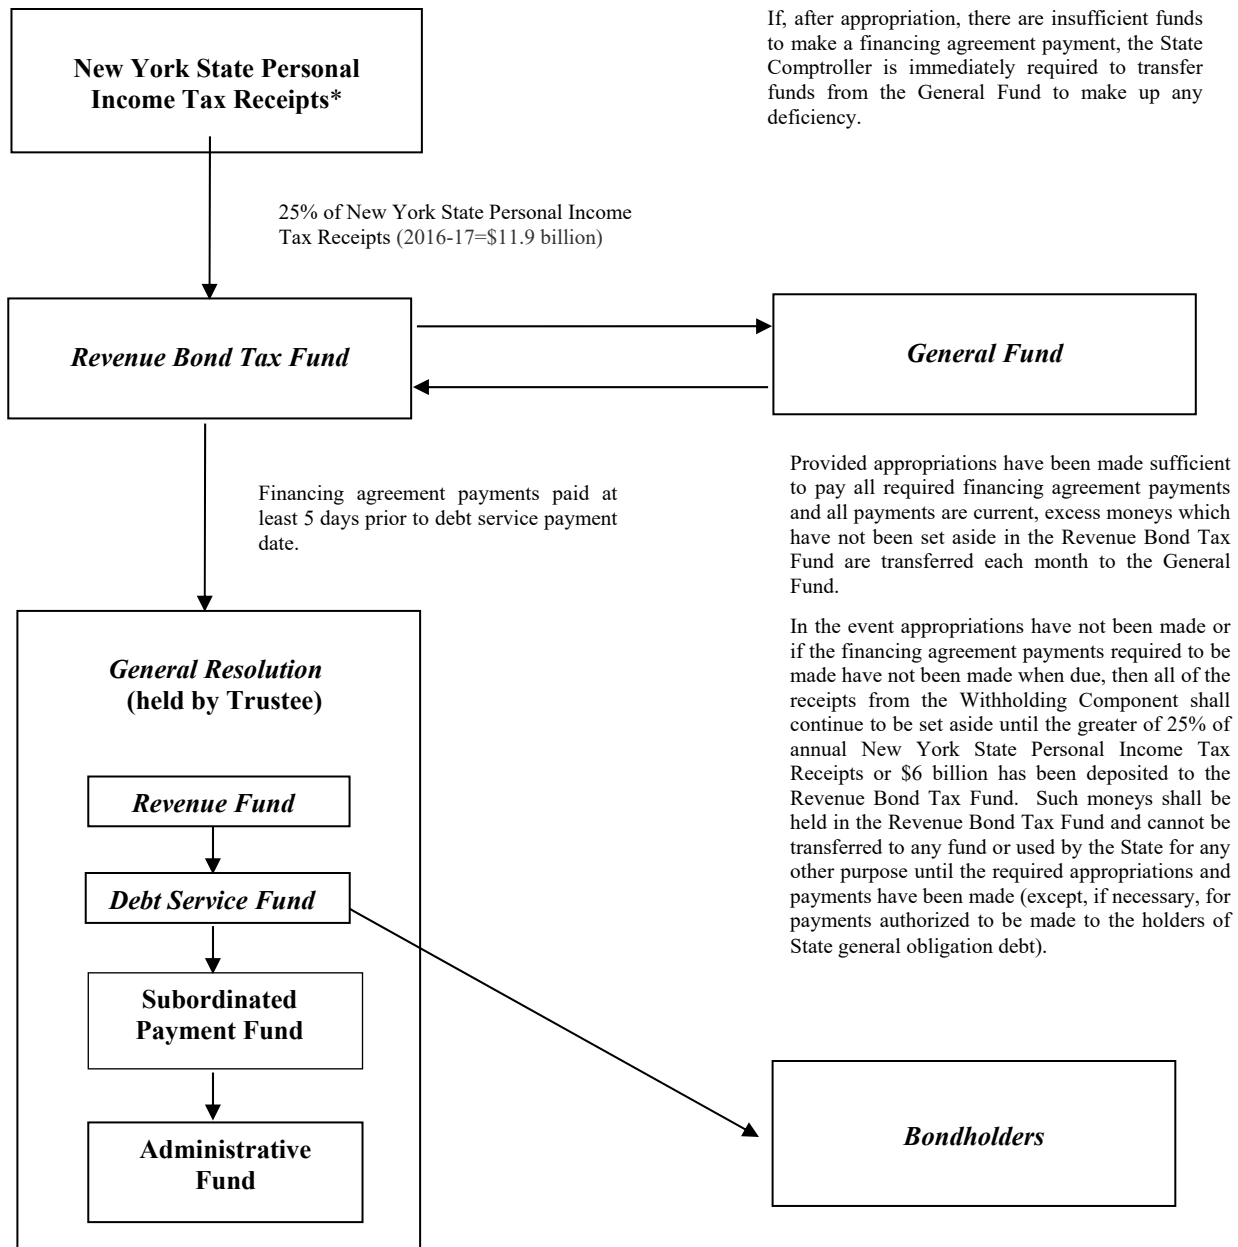 New York State Personal
Income Tax Receipts*
If, after appropriation, there are insufficient funds
to make a financing agreement payment, the State
Comptroller is immediately required to transfer
funds from the General Fund to make up any
deficiency.
25% of New York State Personal Income
Tax Receipts (2016-17=$11.9 billion)
Revenue Bond Tax Fund
General Fund
Financing agreement payments paid at
least 5 days prior to debt service payment
date.
Provided appropriations have been made sufficient
to pay all required financing agreement payments
and all payments are current, excess moneys which
have not been set aside in the Revenue Bond Tax
Fund are transferred each month to the General
Fund.
In the event appropriations have not been made or
if the financing agreement payments required to be
made have not been made when due, then all of the
receipts from the Withholding Component shall
continue to be set aside until the greater of 25% of
annual New York State Personal Income Tax
Receipts or $6 billion has been deposited to the
Revenue Bond Tax Fund. Such moneys shall be
held in the Revenue Bond Tax Fund and cannot be
transferred to any fund or used by the State for any
other purpose until the required appropriations and
payments have been made (except, if necessary, for
payments authorized to be made to the holders of
State general obligation debt).
General Resolution
(held by Trustee)
Revenue Fund
Debt Service Fund
Subordinated
Payment Fund
Administrative
Fund
Bondholders